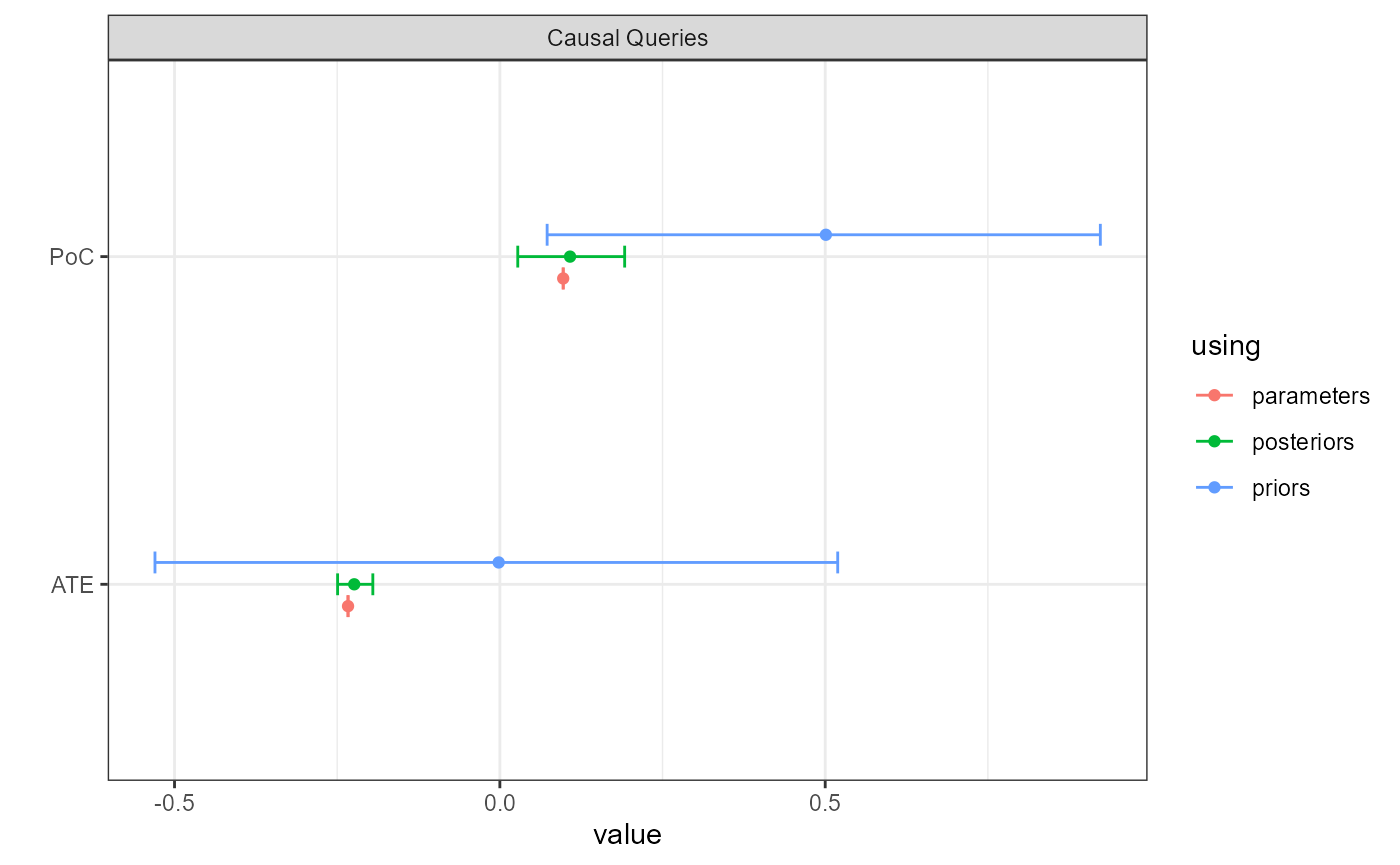 Causal Queries
PoC
ATE
-0.5
0.0
0.5
value
using
parameters
posteriors
priors